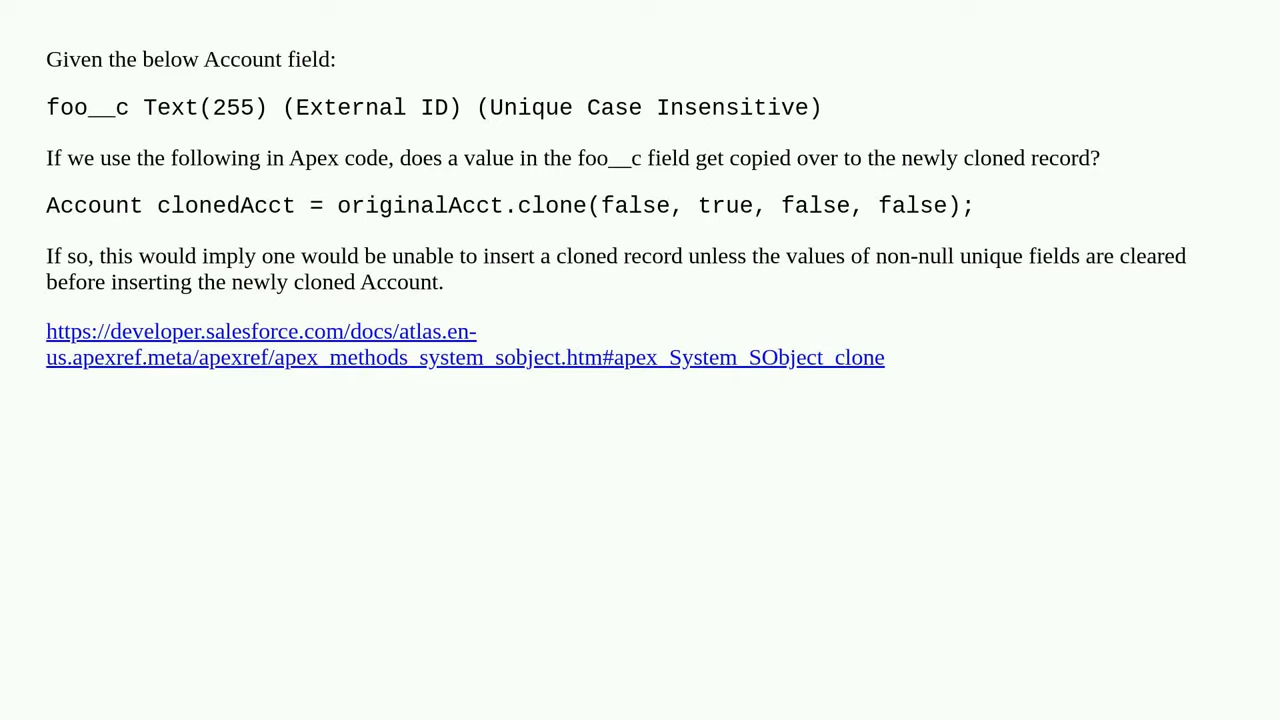 Given the below Account field:
foo__c Text(255) (External ID) (Unique Case Insensitive)
If we use the following in Apex code, does a value in the foo__c field get copied over to the newly cloned record?
Account clonedAcct = originalAcct.clone(false, true, false, false);
If so, this would imply one would be unable to insert a cloned record unless the values of non-null unique fields are cleared
before inserting the newly cloned Account.
https://developer.salesforce.com/docs/atlas.en-
us.apexref.meta/apexref/apex_methods_system_sobject.htm#apex_System_SObject_clone